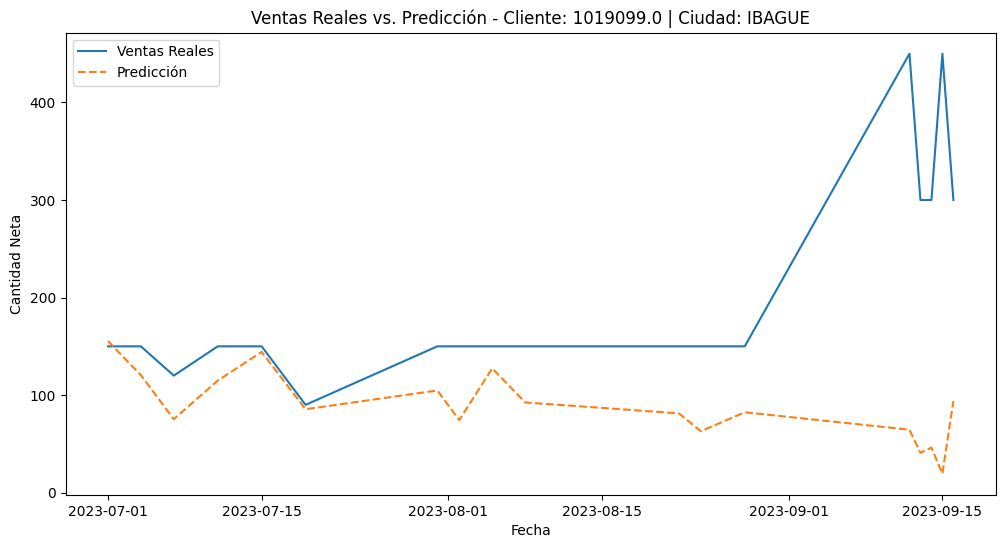 Ventas Reales vs. Predicción - Cliente: 1019099.0 | Ciudad: IBAGUE
Ventas Reales
Predicción
Cantidad Neta
400
300
200
100
0
2023-07-01
2023-07-15
2023-08-01
2023-08-15
2023-09-01
2023-09-15
Fecha